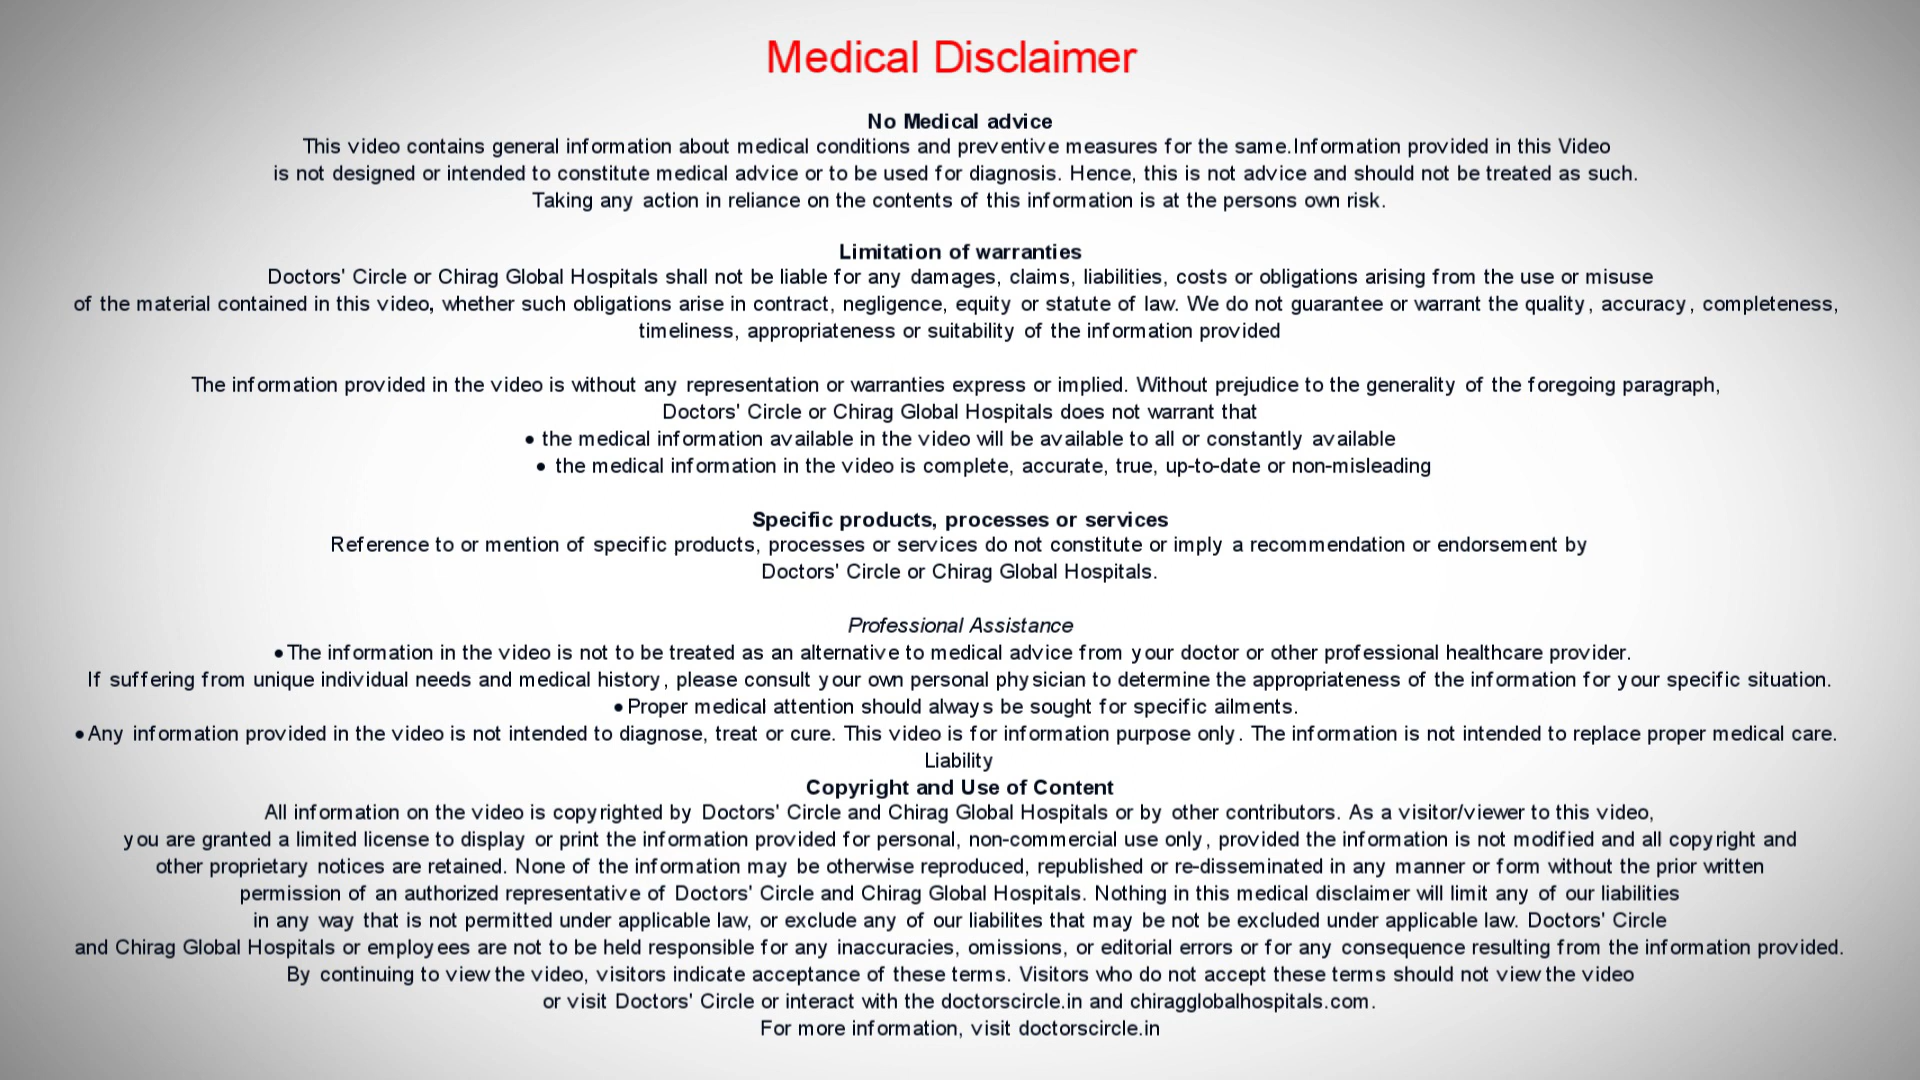 Medical Disclaimer
No Medical advice
This video contains general information about medical conditions and preventive measures for the same.Information provided in this Video
is not designed or intended to constitute medical advice or to be used for diagnosis. Hence, this is not advice and should not be treated as such.
Taking any action in reliance on the contents of this information is at the persons own risk.
Limitation of warranties
Doctors' Circle or Chirag Global Hospitals shall not be liable for any damages, claims, liabilities, costs or obligations arising from the use or misuse
of the material contained in this video, whether such obligations arise in contract, negligence, equity or statute of law. We do not guarantee or warrant the quality, accuracy, completeness,
timeliness, appropriateness or suitability of the information provided
The information provided in the video is without any representation or warranties express or implied. Without prejudice to the generality of the foregoing paragraph,
Doctors' Circle or Chirag Global Hospitals does not warrant that
• the medical information available in the video will be available to all or constantly available
• the medical information in the video is complete, accurate, true, up-to-date or non-misleading
Specific products, processes or services
Reference to or mention of specific products, processes or services do not constitute or imply a recommendation or endorsement by
Doctors' Circle or Chirag Global Hospitals.
Professional Assistance
•The information in the video is not to be treated as an alternative to medical advice from your doctor or other professional healthcare provider.
If suffering from unique individual needs and medical history, please consult your own personal physician to determine the appropriateness of the information for your specific situation.
•Proper medical attention should always be sought for specific ailments.
•Any information provided in the video is not intended to diagnose, treat or cure. This video is for information purpose only. The information is not intended to replace proper medical care.
Liability
Copyright and Use of Content
All information on the video is copyrighted by Doctors' Circle and Chirag Global Hospitals or by other contributors. As a visitor/viewer to this video,
you are granted a limited license to display or print the information provided for personal, non-commercial use only, provided the information is not modified and all copyright and
other proprietary notices are retained. None of the information may be otherwise reproduced, republished or re-disseminated in any manner or form without the prior written
permission of an authorized representative of Doctors' Circle and Chirag Global Hospitals. Nothing in this medical disclaimer will limit any of our liabilities
in any way that is not permitted under applicable law, or exclude any of our liabilites that may be not be excluded under applicable law. Doctors' Circle
and Chirag Global Hospitals or employees are not to be held responsible for any inaccuracies, omissions, or editorial errors or for any consequence resulting from the information provided.
By continuing to view the video, visitors indicate acceptance of these terms. Visitors who do not accept these terms should not view the video
or visit Doctors' Circle or interact with the doctorscircle.in and chiragglobalhospitals.com.
For more information, visit doctorscircle.in